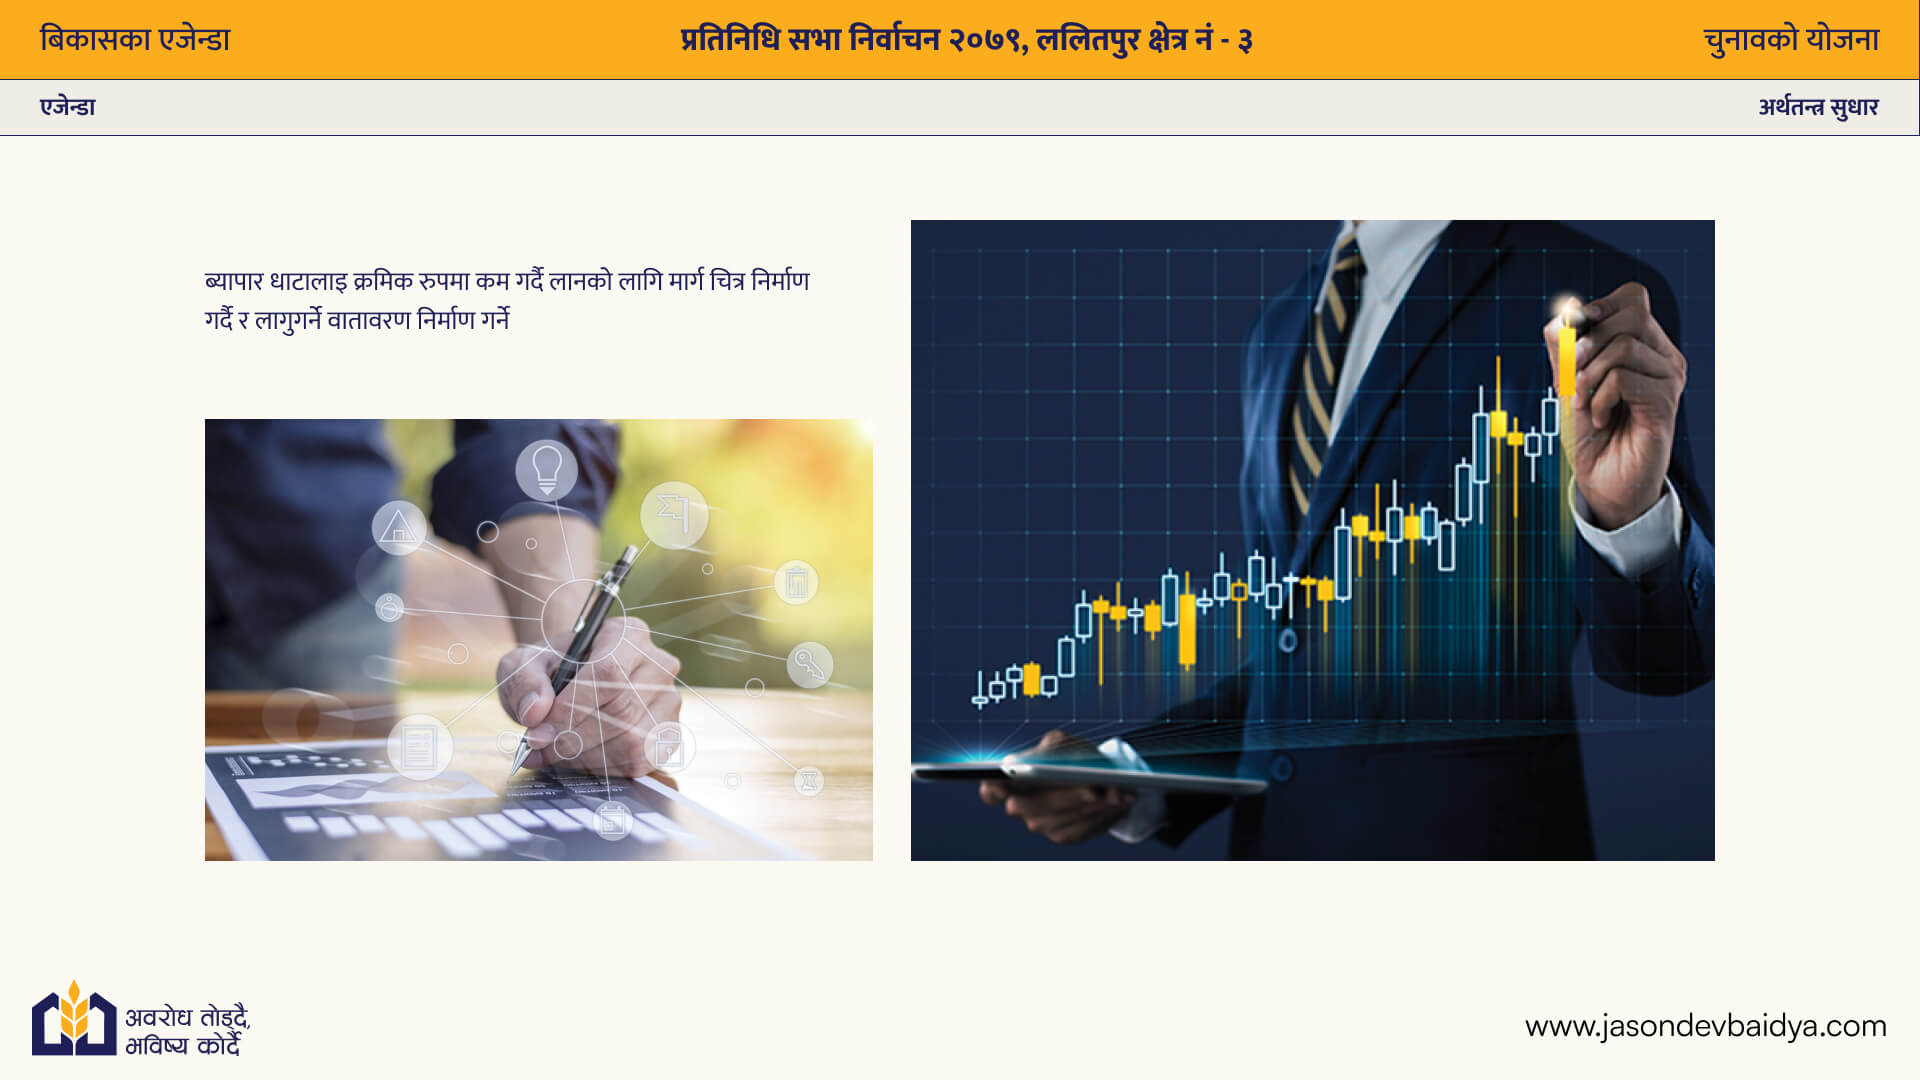 बिकासका एजेन्डा
प्रतिनिधि सभा निर्वाचन २०७९, ललितपुर क्षेत्र नं - ३
चुनावको योजना
एजेन्डा
अर्थतन्त्र सुधार
ब्यापार धाटालाइ क्रमिक रुपमा कम गर्दै लानको लागि मार्ग चित्र निर्माण
गर्दै र लागुगर्ने वातावरण निर्माण गर्ने
अवरोध तोड्दै,
भविष्य कोर्दै
www.jasondevbaidya.com